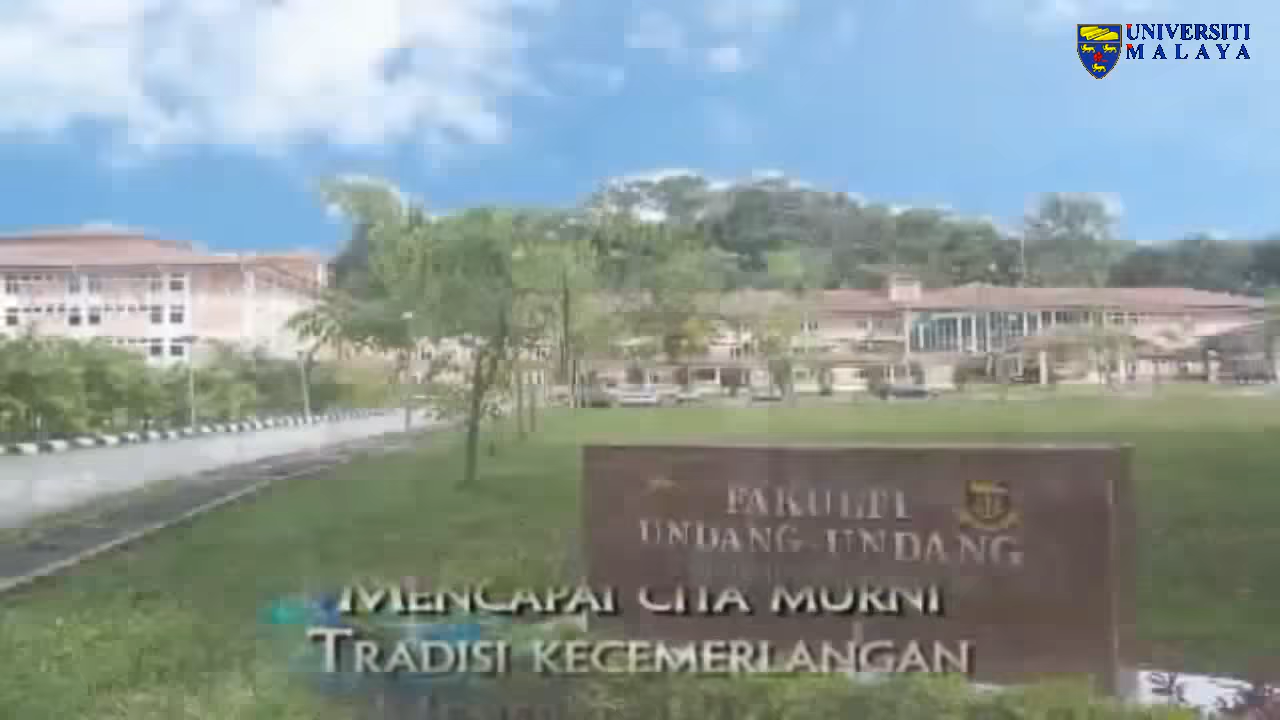 UNIVERSITI
MALAYA
FAKULTI
UNDANG-UNDANG
MENCAPAI CITA MURNI
TRADISI KECEMERLANGAN